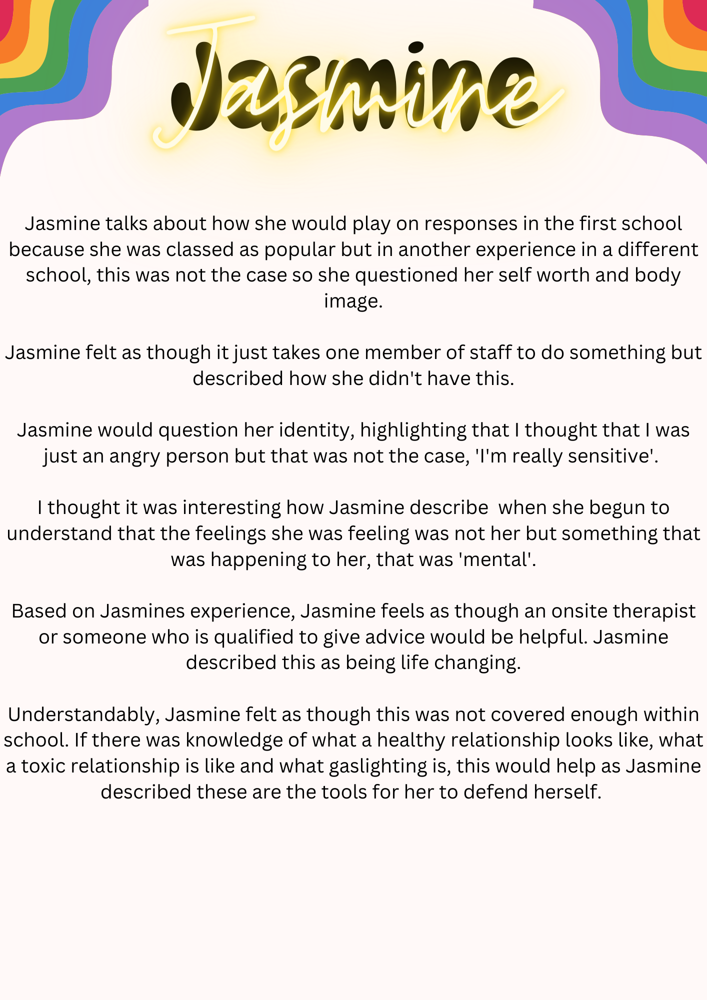 Jasmine
Jasmine
Jasmine talks about how she would play on responses in the first school
because she was classed as popular but in another experience in a different
school, this was not the case so she questioned her self worth and body
image.
Jasmine felt as though it just takes one member of staff to do something but
described how she didn't have this.
Jasmine would question her identity, highlighting that I thought that I was
just an angry person but that was not the case, 'I'm really sensitive'.
I thought it was interesting how Jasmine describe  when she begun to
understand that the feelings she was feeling was not her but something that
was happening to her, that was 'mental'.
Based on Jasmines experience, Jasmine feels as though an onsite therapist
or someone who is qualified to give advice would be helpful. Jasmine
described this as being life changing.
Understandably, Jasmine felt as though this was not covered enough within
school. If there was knowledge of what a healthy relationship looks like, what
a toxic relationship is like and what gaslighting is, this would help as Jasmine
described these are the tools for her to defend herself.